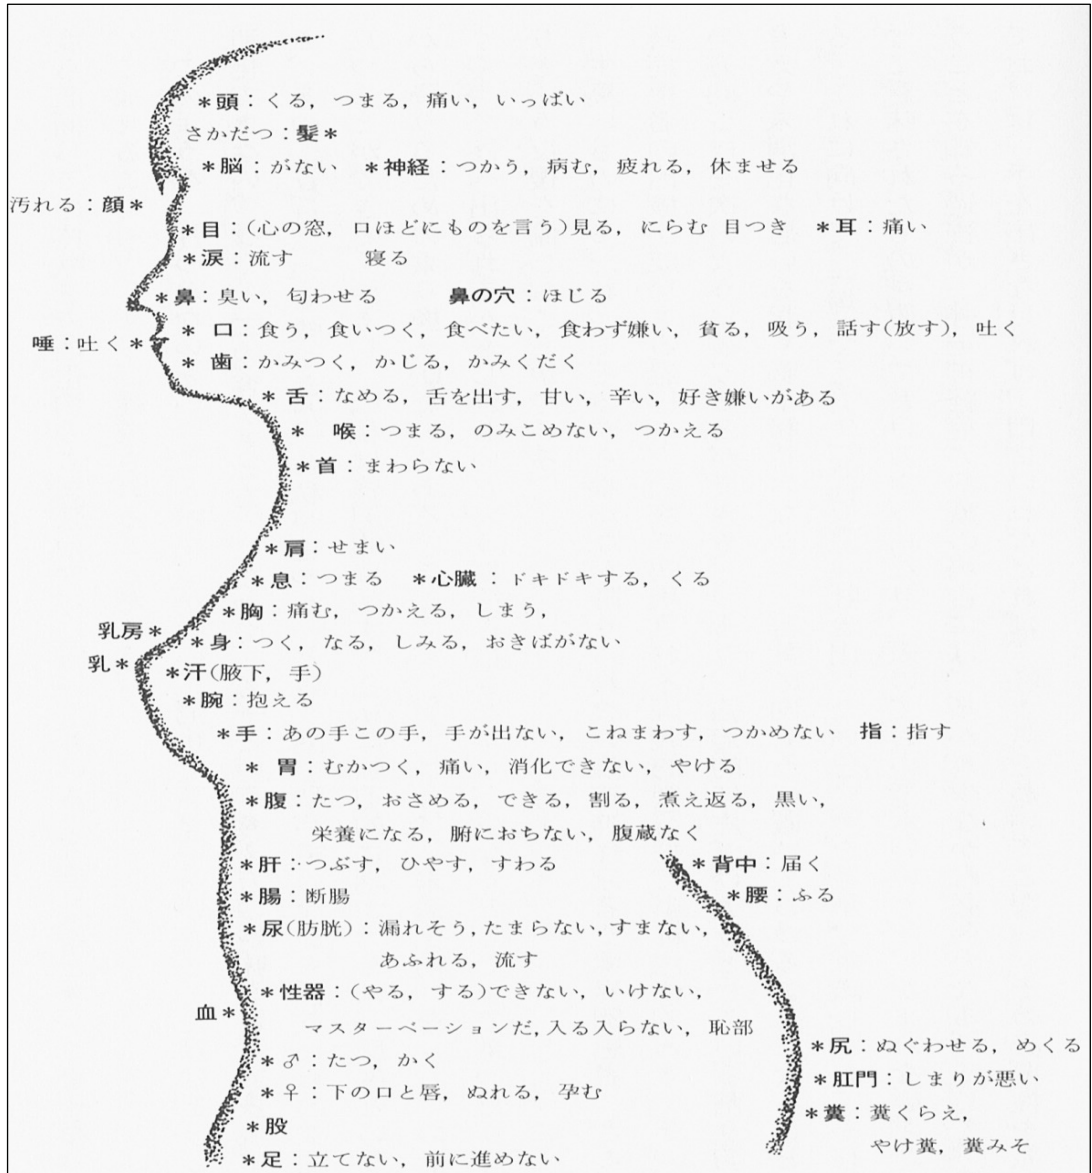 *頭：くる，つまる，痛い，いっぱい
さかだつ：髪*
*脳：がない　*神経：つかう，病む，疲れる，休ませる
汚れる：顔*
*目：(心の窓，口ほどにものを言う)見る，にらむ 目つき　*耳：痛い
*涙：流す　　寝る
*鼻：臭い，匂わせる　　鼻の穴：ほじる
*口：食う，食いつく，食べたい，食わず嫌い，貪る，吸う，話す(放す)，吐く
唾：吐く*
*歯：かみつく，かじる，かみくだく
*舌：なめる，舌を出す，甘い，辛い，好き嫌いがある
*喉：つまる，のみこめない，つかえる
*首：まわらない
*肩：せまい
*息：つまる　*心臓：ドキドキする，くる
*胸：痛む，つかえる，しまう，
乳房*
*身：つく，なる，しみる，おきばがない
乳*
*汗(腋下，手)
*腕：抱える
*手：あの手この手，手が出ない，こねまわす，つかめない　指：指す
*胃：むかつく，痛い，消化できない，やける
*腹：たつ，おさめる，できる，割る，煮え返る，黒い，
栄養になる，腑におちない，腹蔵なく
*肝：つぶす，ひやす，すわる
*背中：届く
*腸：断腸
*腰：ふる
*尿(肪胱)：漏れそう，たまらない，すまない，
あふれる，流す
*性器：(やる，する)できない，いけない，
血*
マスターベーションだ，入る入らない，恥部
*♂：たつ，かく
*♀：下の口と唇，ぬれる，孕む
*股
*足：立てない，前に進めない
*尻：ぬぐわせる，めくる
*肛門：しまりが悪い
*糞：糞くらえ，
やけ糞，糞みそ